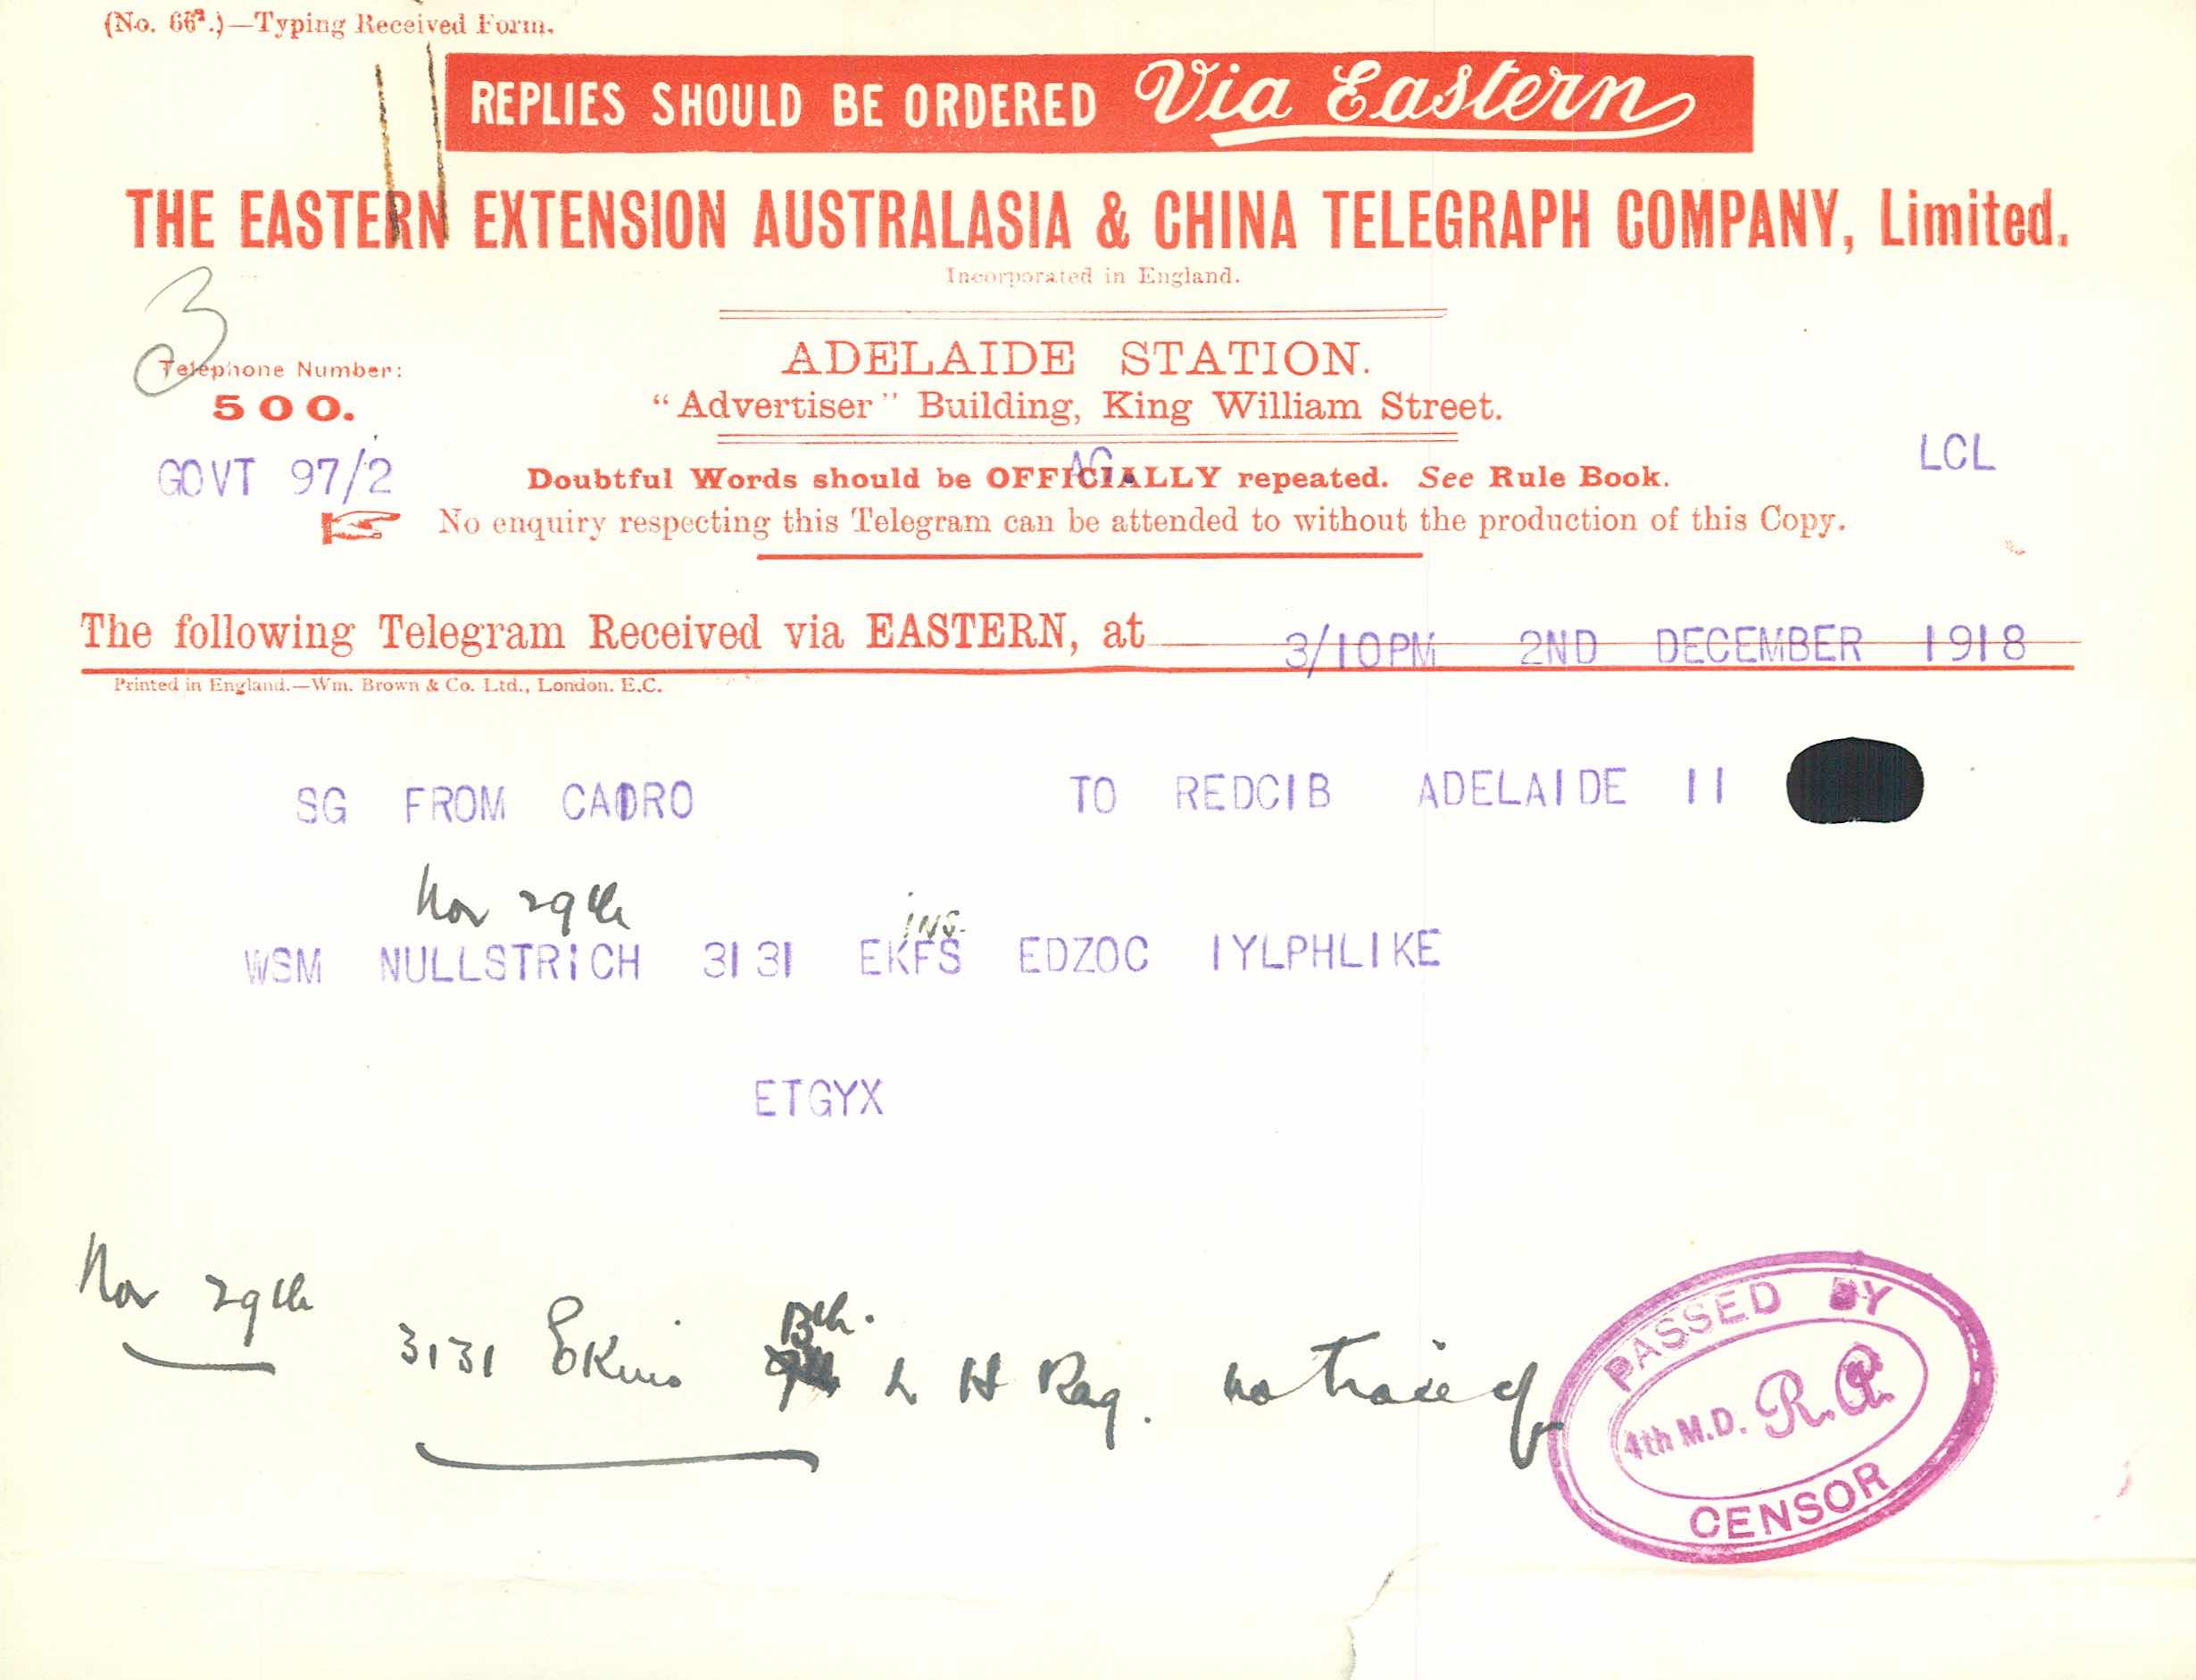 (No. 66ª.)—Typing Received Form.
REPLIES SHOULD BE ORDERED Via Eastern
THE EASTERN EXTENSION AUSTRALASIA & CHINA TELEGRAPH COMPANY, Limited.
Incorporated in England.
3
ADELAIDE STATION.
Telephone Number:
500.
"Advertiser" Building, King William Street.
AG
LCL
GOVT 97/2
Doubtful Words should be OFFICIALLY repeated. See Rule Book.
No enquiry respecting this Telegram can be attended to without the production of this Copy.
The following Telegram Received via EASTERN, at 3/10PM 2ND DECEMBER 1918
Printed in England.—Wm. Brown & Co. Ltd., London. E.C.
SG FROM CAORO TO REDCIB ADELAIDE 11
Nov 29th
INS.
WSM NULLSTRICH 3131 EKFS EDZOC IYLPHLIKE
ETGYX
Nov 29th
3131 Ekins 13th. L H Reg. no trace of
PASSED BY
4th M.D. R.A.
CENSOR